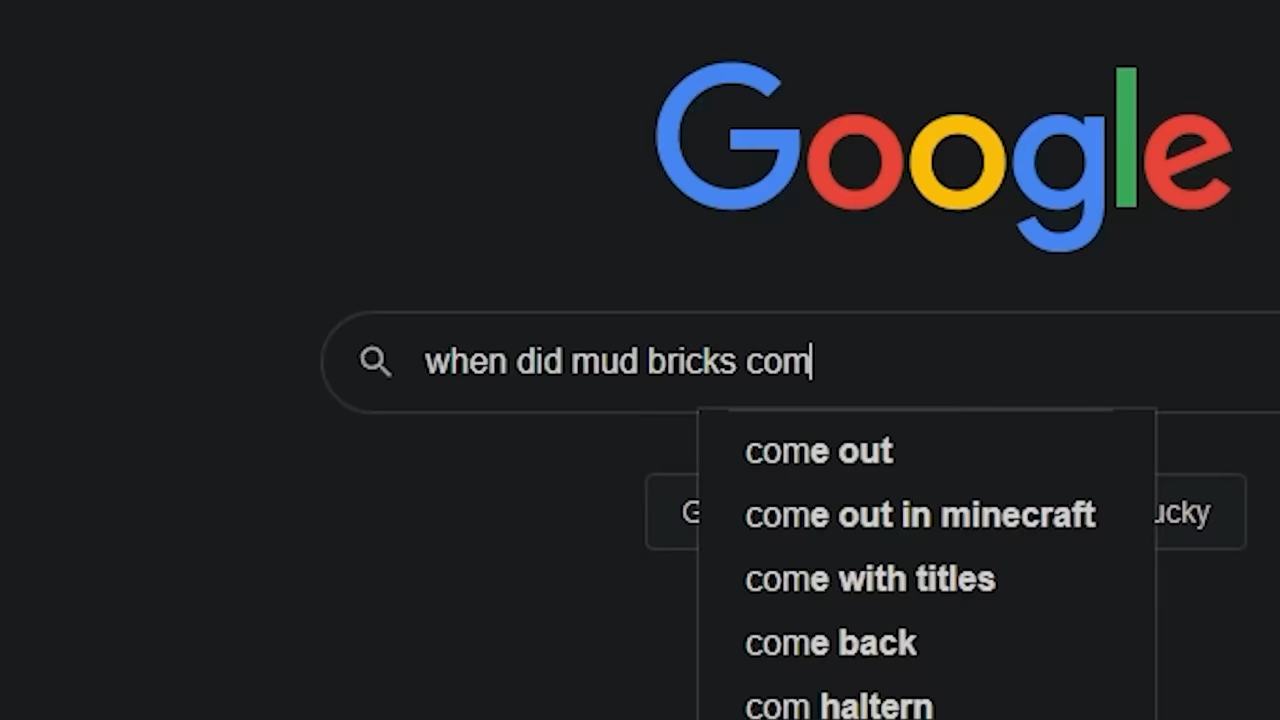 Google
when did mud bricks com
come out
come out in minecraft
G ucky
come with titles
come back
com haltern